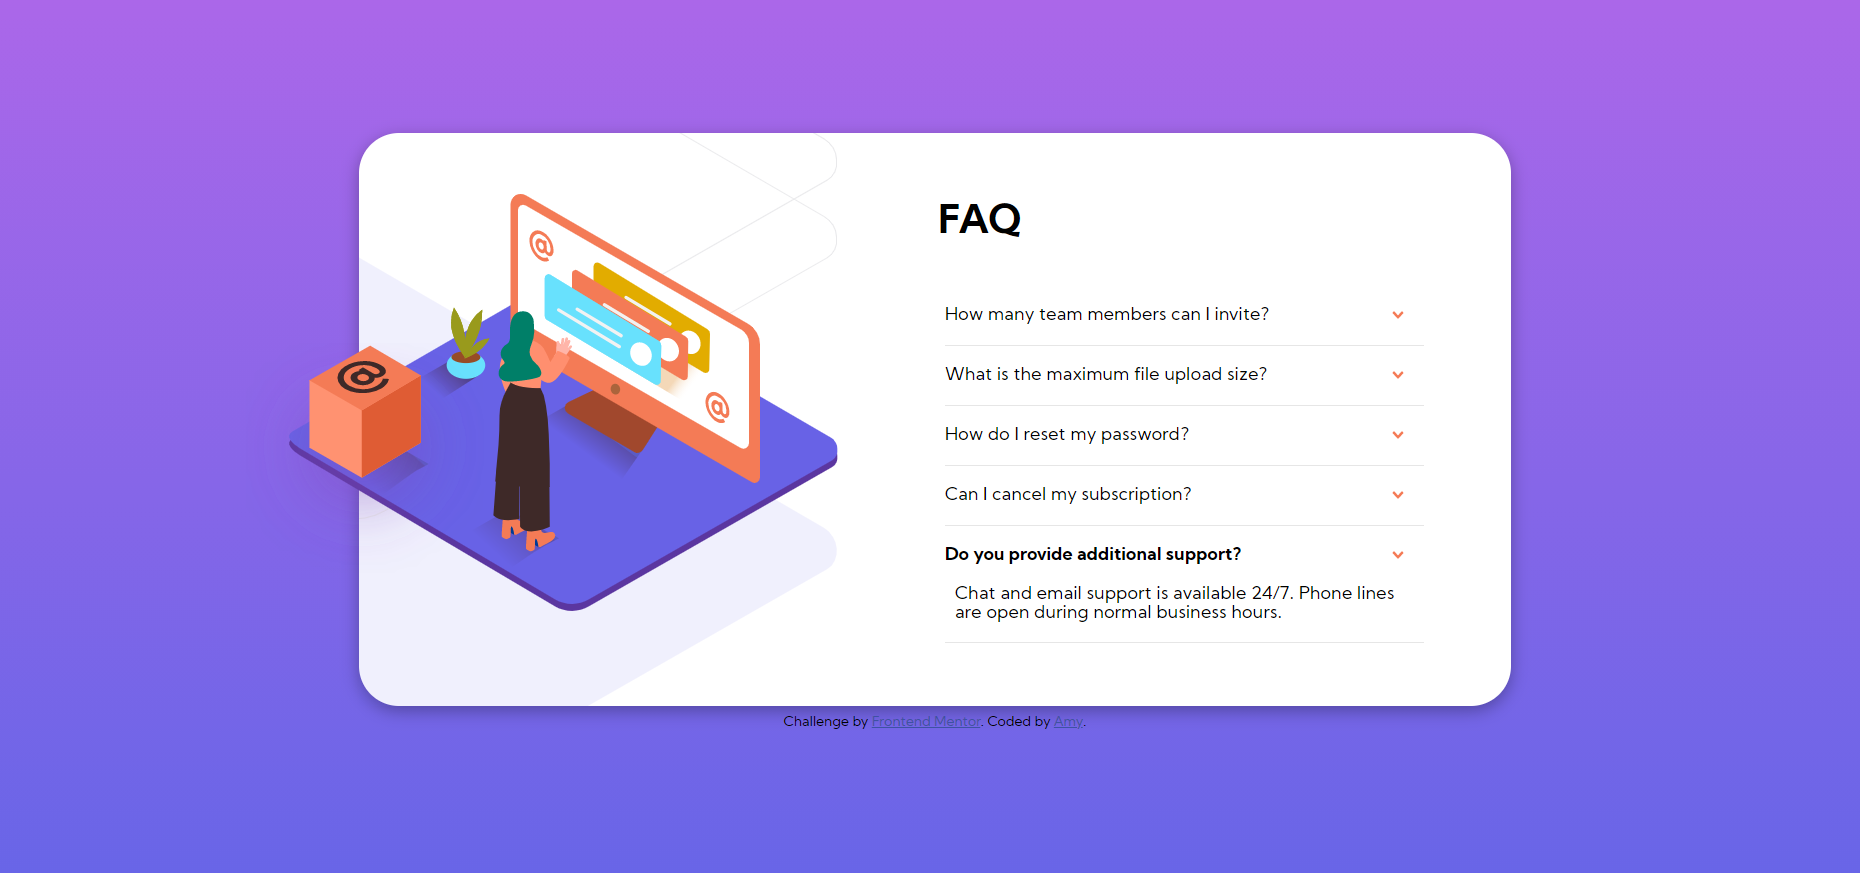 @
@
@
FAQ
How many team members can I invite?
What is the maximum file upload size?
How do I reset my password?
Can I cancel my subscription?
Do you provide additional support?
Chat and email support is available 24/7. Phone lines
are open during normal business hours.
Challenge by Frontend Mentor. Coded by Amy.